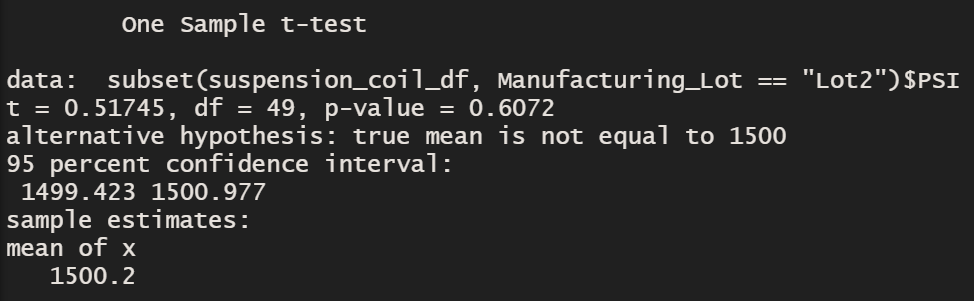 One Sample t-test
data:  subset(suspension_coil_df, Manufacturing_Lot == "Lot2")$PSI
t = 0.51745, df = 49, p-value = 0.6072
alternative hypothesis: true mean is not equal to 1500
95 percent confidence interval:
1499.423 1500.977
sample estimates:
mean of x
1500.2